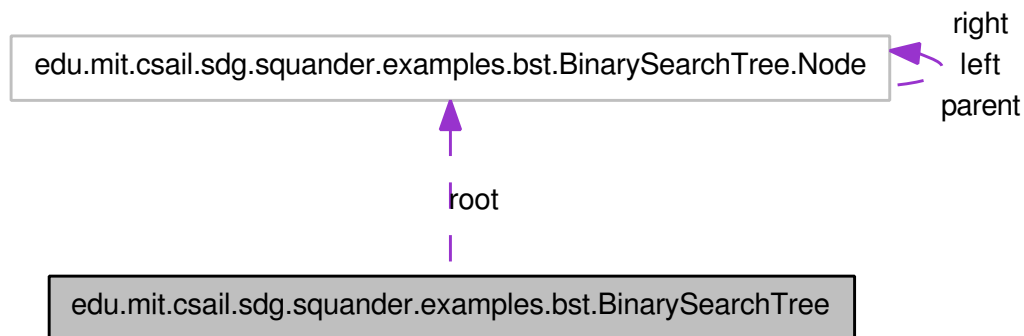 edu.mit.csail.sdg.squander.examples.bst.BinarySearchTree.Node
right
left
parent
root
edu.mit.csail.sdg.squander.examples.bst.BinarySearchTree